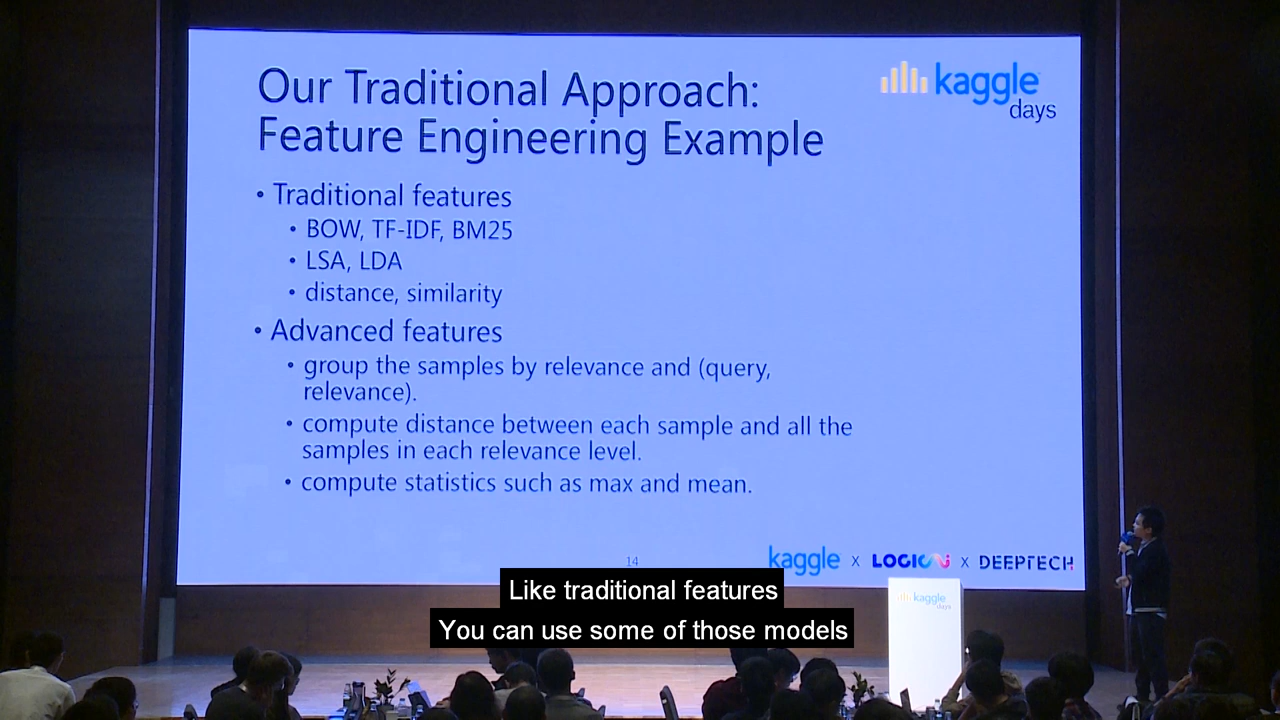 Our Traditional Approach:
Feature Engineering Example
kaggle
days
• Traditional features
• BOW, TF-IDF, BM25
• LSA, LDA
• distance, similarity
• Advanced features
• group the samples by relevance and (query,
relevance).
• compute distance between each sample and all the
samples in each relevance level.
• compute statistics such as max and mean.
14
kaggle x LOGIC x DEEPTECH
kaggle
days
Like traditional features
You can use some of those models